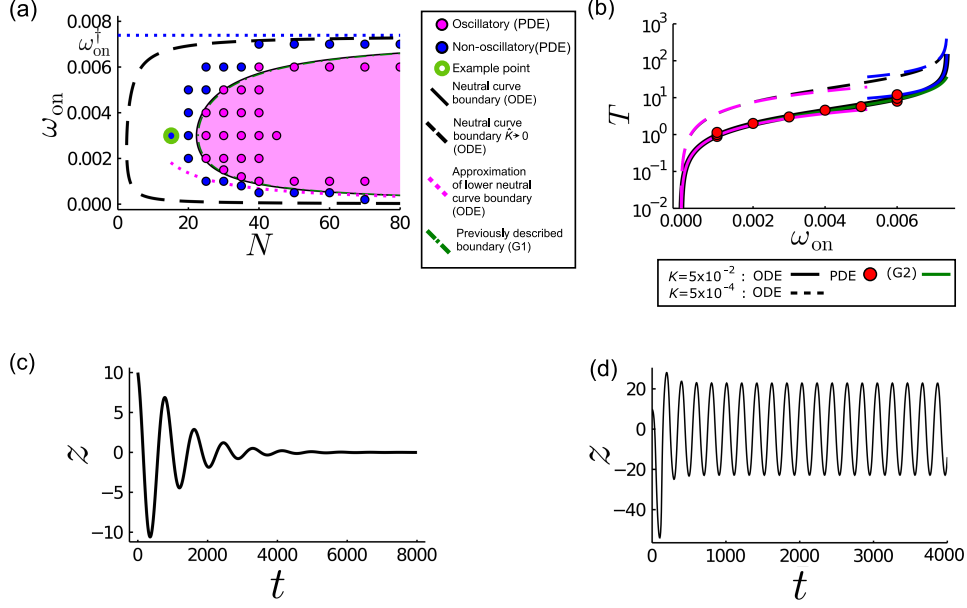 (a)
0.008
ω†on
0.006
0.004
0.002
0.000
ωon
0 20 40 60 80
N
Oscillatory (PDE)
Non-oscillatory(PDE)
Example point
Neutral curve
boundary (ODE)
Neutral curve
boundary K̃→0
(ODE)
Approximation
of lower neutral
curve boundary
(ODE)
Previously described
boundary (G1)
(b)
10³
10²
10¹
10⁰
10⁻¹
10⁻²
T
0.000 0.002 0.004 0.006
ωon
K=5x10⁻² : ODE PDE (G2)
K=5x10⁻⁴ : ODE
(c)
10
5
0
−5
−10
z
0 2000 4000 6000 8000
t
(d)
20
0
−20
−40
z
0 1000 2000 3000 4000
t